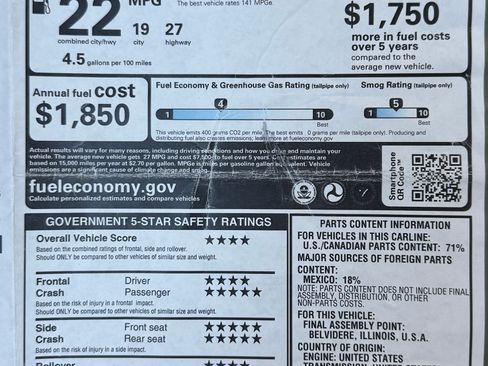 22 MPG
The best vehicle rates 141 MPGe.
combined city/hwy
19
city
27
highway
4.5 gallons per 100 miles
$1,750
more in fuel costs
over 5 years
compared to the
average new vehicle.
Annual fuel cost
$1,850
Fuel Economy & Greenhouse Gas Rating (tailpipe only)
4
1
10
Best
Smog Rating (tailpipe only)
5
1
10
Best
This vehicle emits 400 grams CO2 per mile. The best emits 0 grams per mile (tailpipe only). Producing and
distributing fuel also creates emissions; learn more at fueleconomy.gov
Actual results will vary for many reasons, including driving conditions and how you drive and maintain your
vehicle. The average new vehicle gets 27 MPG and cost $7,500 to fuel over 5 years. Cost estimates are
based on 15,000 miles per year at $2.70 per gallon. MPGe is miles per gasoline gallon equivalent. Vehicle
emissions are a significant cause of climate change and smog.
fueleconomy.gov
Calculate personalized estimates and compare vehicles
Smartphone
QR Code™
GOVERNMENT 5-STAR SAFETY RATINGS
Overall Vehicle Score ★★★★
Based on the combined ratings of frontal, side and rollover.
Should ONLY be compared to other vehicles of similar size and weight.
Frontal Driver ★★★★
Crash Passenger ★★★★★
Based on the risk of injury in a frontal impact.
Should ONLY be compared to other vehicles of similar size and weight.
Side Front seat ★★★★★
Crash Rear seat ★★★★★
Based on the risk of injury in a side impact.
Rollover
PARTS CONTENT INFORMATION
FOR VEHICLES IN THIS CARLINE:
U.S./CANADIAN PARTS CONTENT: 71%
MAJOR SOURCES OF FOREIGN PARTS
CONTENT:
MEXICO: 18%
NOTE: PARTS CONTENT DOES NOT INCLUDE FINAL
ASSEMBLY, DISTRIBUTION, OR OTHER
NON-PARTS COSTS.
FOR THIS VEHICLE:
FINAL ASSEMBLY POINT:
BELVIDERE, ILLINOIS, U.S.A.
COUNTRY OF ORIGIN:
ENGINE: UNITED STATES
TRANSMISSION: UNITED STATES